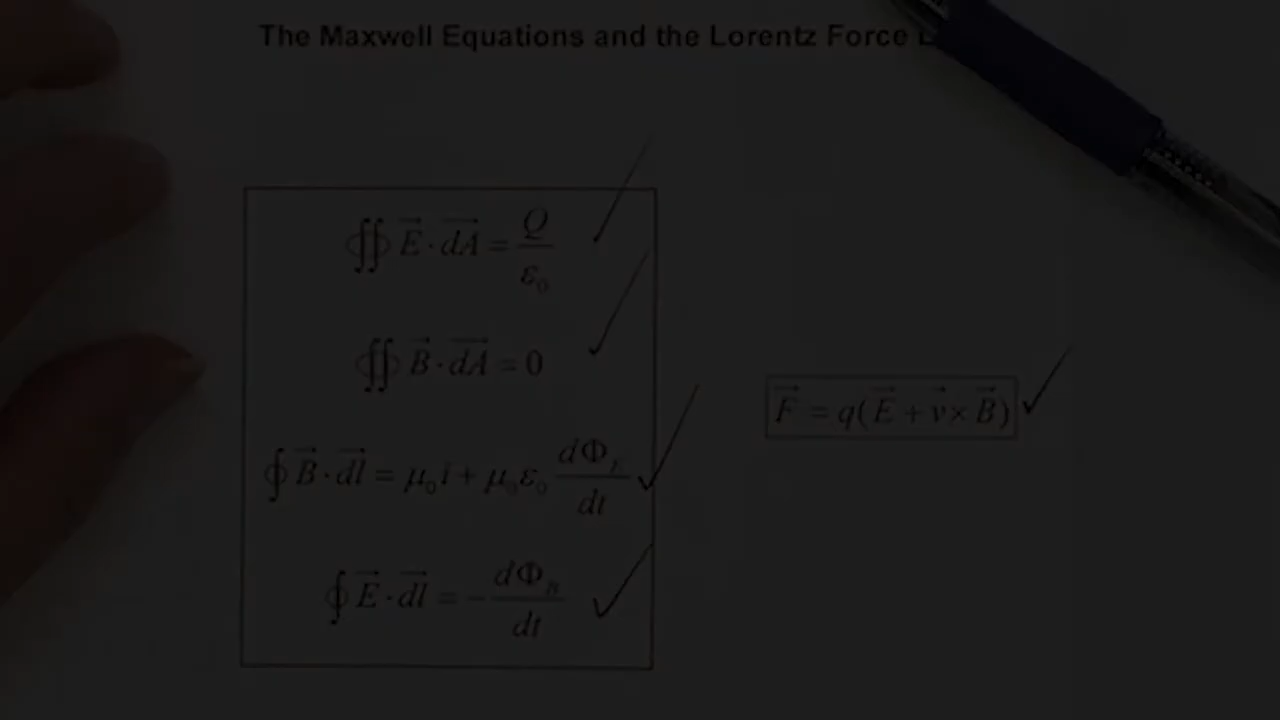 The Maxwell Equations and the Lorentz Force
∯ E⃗ · dA⃗ = Q / ε₀
∯ B⃗ · dA⃗ = 0
∮ B⃗ · dl⃗ = μ₀i + μ₀ε₀ dΦ_E / dt
F⃗ = q(E⃗ + v⃗ × B⃗)
∮ E⃗ · dl⃗ = − dΦ_B / dt